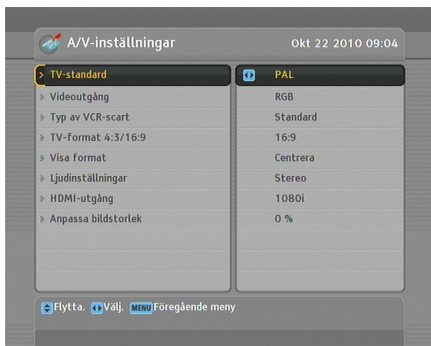 A/V-inställningar Okt 22 2010 09:04
TV-standard PAL
Videoutgång RGB
Typ av VCR-scart Standard
TV-format 4:3/16:9 16:9
Visa format Centrera
Ljudinställningar Stereo
HDMI-utgång 1080i
Anpassa bildstorlek 0 %
Flytta. Välj. MENU Föregående meny